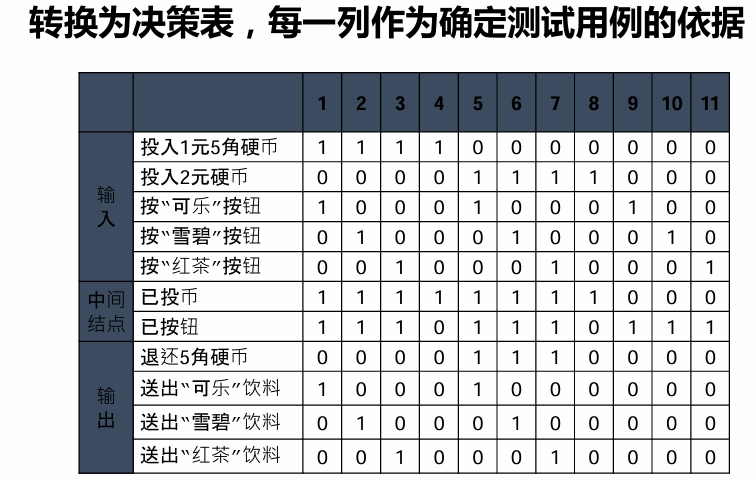 转换为决策表，每一列作为确定测试用例的依据
1 2 3 4 5 6 7 8 9 10 11
输入
投入1元5角硬币 1 1 1 1 0 0 0 0 0 0 0
投入2元硬币 0 0 0 0 1 1 1 1 0 0 0
按“可乐”按钮 1 0 0 0 1 0 0 0 1 0 0
按“雪碧”按钮 0 1 0 0 0 1 0 0 0 1 0
按“红茶”按钮 0 0 1 0 0 0 1 0 0 0 1
中间结点
已投币 1 1 1 1 1 1 1 1 0 0 0
已按钮 1 1 1 0 1 1 1 0 1 1 1
输出
退还5角硬币 0 0 0 0 1 1 1 0 0 0 0
送出“可乐”饮料 1 0 0 0 1 0 0 0 0 0 0
送出“雪碧”饮料 0 1 0 0 0 1 0 0 0 0 0
送出“红茶”饮料 0 0 1 0 0 0 1 0 0 0 0